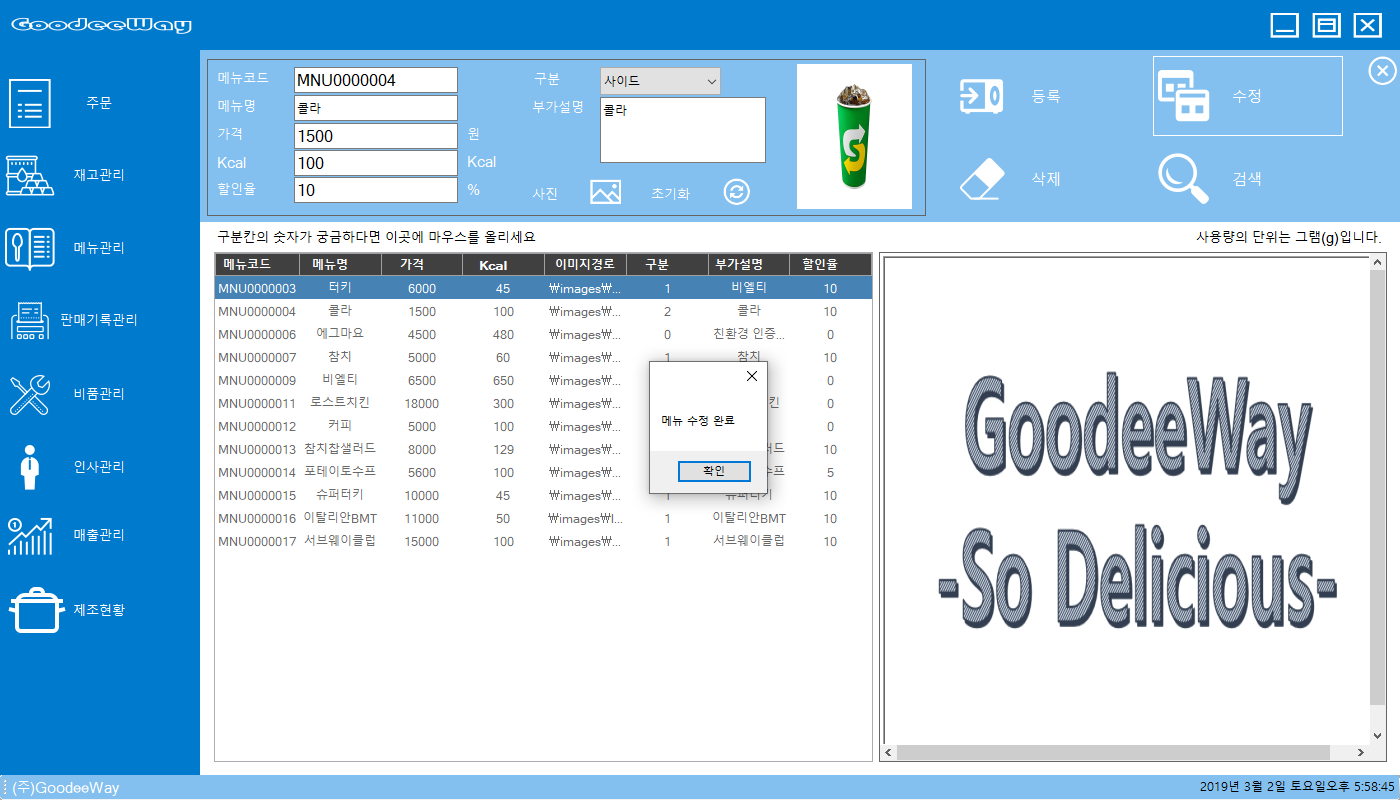 GoodeeWay
주문
재고관리
메뉴관리
판매기록관리
비품관리
인사관리
매출관리
제조현황
메뉴코드 MNU0000004
메뉴명 콜라
가격 1500 원
Kcal 100 Kcal
할인율 10 %
구분 사이드
부가설명 콜라
사진 초기화
등록 수정
삭제 검색
구분칸의 숫자가 궁금하다면 이곳에 마우스를 올리세요
사용량의 단위는 그램(g)입니다.
메뉴코드 메뉴명 가격 Kcal 이미지경로 구분 부가설명 할인율
MNU0000003 터키 6000 45 ₩images₩... 1 비엘티 10
MNU0000004 콜라 1500 100 ₩images₩... 2 콜라 10
MNU0000006 에그마요 4500 480 ₩images₩... 0 친환경 인증... 0
MNU0000007 참치 5000 60 ₩images₩... 1 참치 10
MNU0000009 비엘티 6500 650 ₩images₩... 0
MNU0000011 로스트치킨 18000 300 ₩images₩... 킨 0
MNU0000012 커피 5000 100 ₩images₩... 0
MNU0000013 참치찹샐러드 8000 129 ₩images₩... 러드 10
MNU0000014 포테이토수프 5600 100 ₩images₩... 수프 5
MNU0000015 슈퍼터키 10000 45 ₩images₩... 1 슈퍼터키 10
MNU0000016 이탈리안BMT 11000 50 ₩images₩I... 1 이탈리안BMT 10
MNU0000017 서브웨이클럽 15000 100 ₩images₩... 1 서브웨이클럽 10
메뉴 수정 완료
확인
GoodeeWay
-So Delicious-
(주)GoodeeWay
2019년 3월 2일 토요일오후 5:58:45